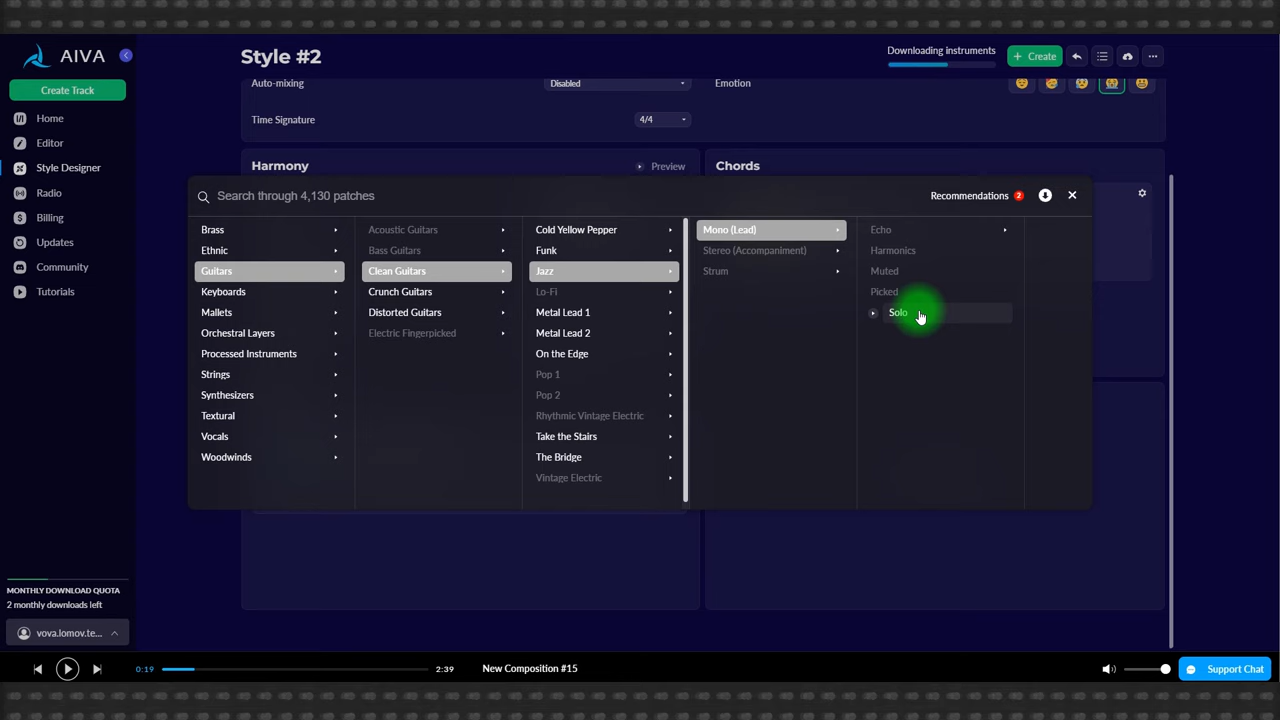 AIVA
Create Track
Home
Editor
Style Designer
Radio
Billing
Updates
Community
Tutorials
MONTHLY DOWNLOAD QUOTA
2 monthly downloads left
vova.lomov.te...
Style #2
Downloading instruments
+ Create
Auto-mixing
Disabled
Emotion
Time Signature
4/4
Harmony
Preview
Chords
Search through 4,130 patches
Recommendations 2
Brass
Ethnic
Guitars
Keyboards
Mallets
Orchestral Layers
Processed Instruments
Strings
Synthesizers
Textural
Vocals
Woodwinds
Acoustic Guitars
Bass Guitars
Clean Guitars
Crunch Guitars
Distorted Guitars
Electric Fingerpicked
Cold Yellow Pepper
Funk
Jazz
Lo-Fi
Metal Lead 1
Metal Lead 2
On the Edge
Pop 1
Pop 2
Rhythmic Vintage Electric
Take the Stairs
The Bridge
Vintage Electric
Mono (Lead)
Stereo (Accompaniment)
Strum
Echo
Harmonics
Muted
Picked
Solo
0:19
2:39
New Composition #15
Support Chat